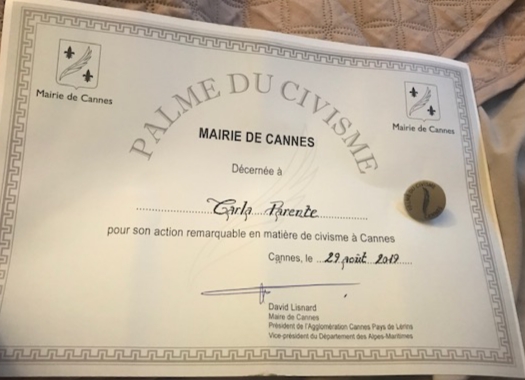 Mairie de Cannes
Mairie de Cannes
PALME DU CIVISME
MAIRIE DE CANNES
Décernée à
Carla Parente
pour son action remarquable en matière de civisme à Cannes
Cannes, le 29 août 2019
David Lisnard
Maire de Cannes
Président de l'Agglomération Cannes Pays de Lérins
Vice-président du Département des Alpes-Maritimes